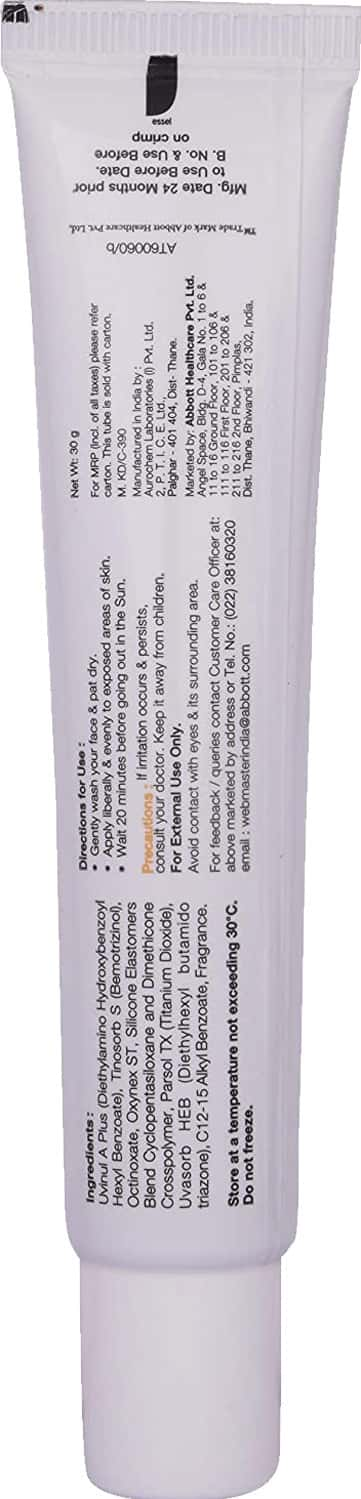 Ingredients :
Uvinul A Plus (Diethylamino Hydroxybenzoyl
Hexyl Benzoate), Tinosorb S (Bemotrizinol),
Octinoxate, Oxynex ST, Silicone Elastomers
Blend Cyclopentasiloxane and Dimethicone
Crosspolymer, Parsol TX (Titanium Dioxide),
Uvasorb HEB (Diethylhexyl butamido
triazone), C12-15 Alkyl Benzoate, Fragrance.
Store at a temperature not exceeding 30°C.
Do not freeze.
Directions for Use :
• Gently wash your face & pat dry.
• Apply liberally & evenly to exposed areas of skin.
• Wait 20 minutes before going out in the Sun.
Precautions : If irritation occurs & persists,
consult your doctor. Keep it away from children.
For External Use Only.
Avoid contact with eyes & its surrounding area.
For feedback / queries contact Customer Care Officer at:
above marketed by address or Tel. No.: (022) 38160320
email : webmasterindia@abbott.com
Net Wt: 30 g
For MRP (Incl. of all taxes) please refer
carton. This tube is sold with carton.
M. KD/C-390
Manufactured in India by :
Aurochem Laboratories (I) Pvt. Ltd.
2, P. T. I. C. E. Ltd.,
Palghar - 401 404, Dist- Thane.
Marketed by: Abbott Healthcare Pvt. Ltd.
Angel Space, Bldg. D-4, Gala No. 1 to 6 &
11 to 16 Ground Floor, 101 to 106 &
111 to 116 First Floor, 201 to 206 &
211 to 216 2nd Floor, Pimplas,
Dist. Thane, Bhiwandi - 421 302, India.
AT60060/b
™Trade Mark of Abbott Healthcare Pvt. Ltd.
Mfg. Date 24 Months prior
to Use Before Date.
B. No. & Use Before
on crimp
essel